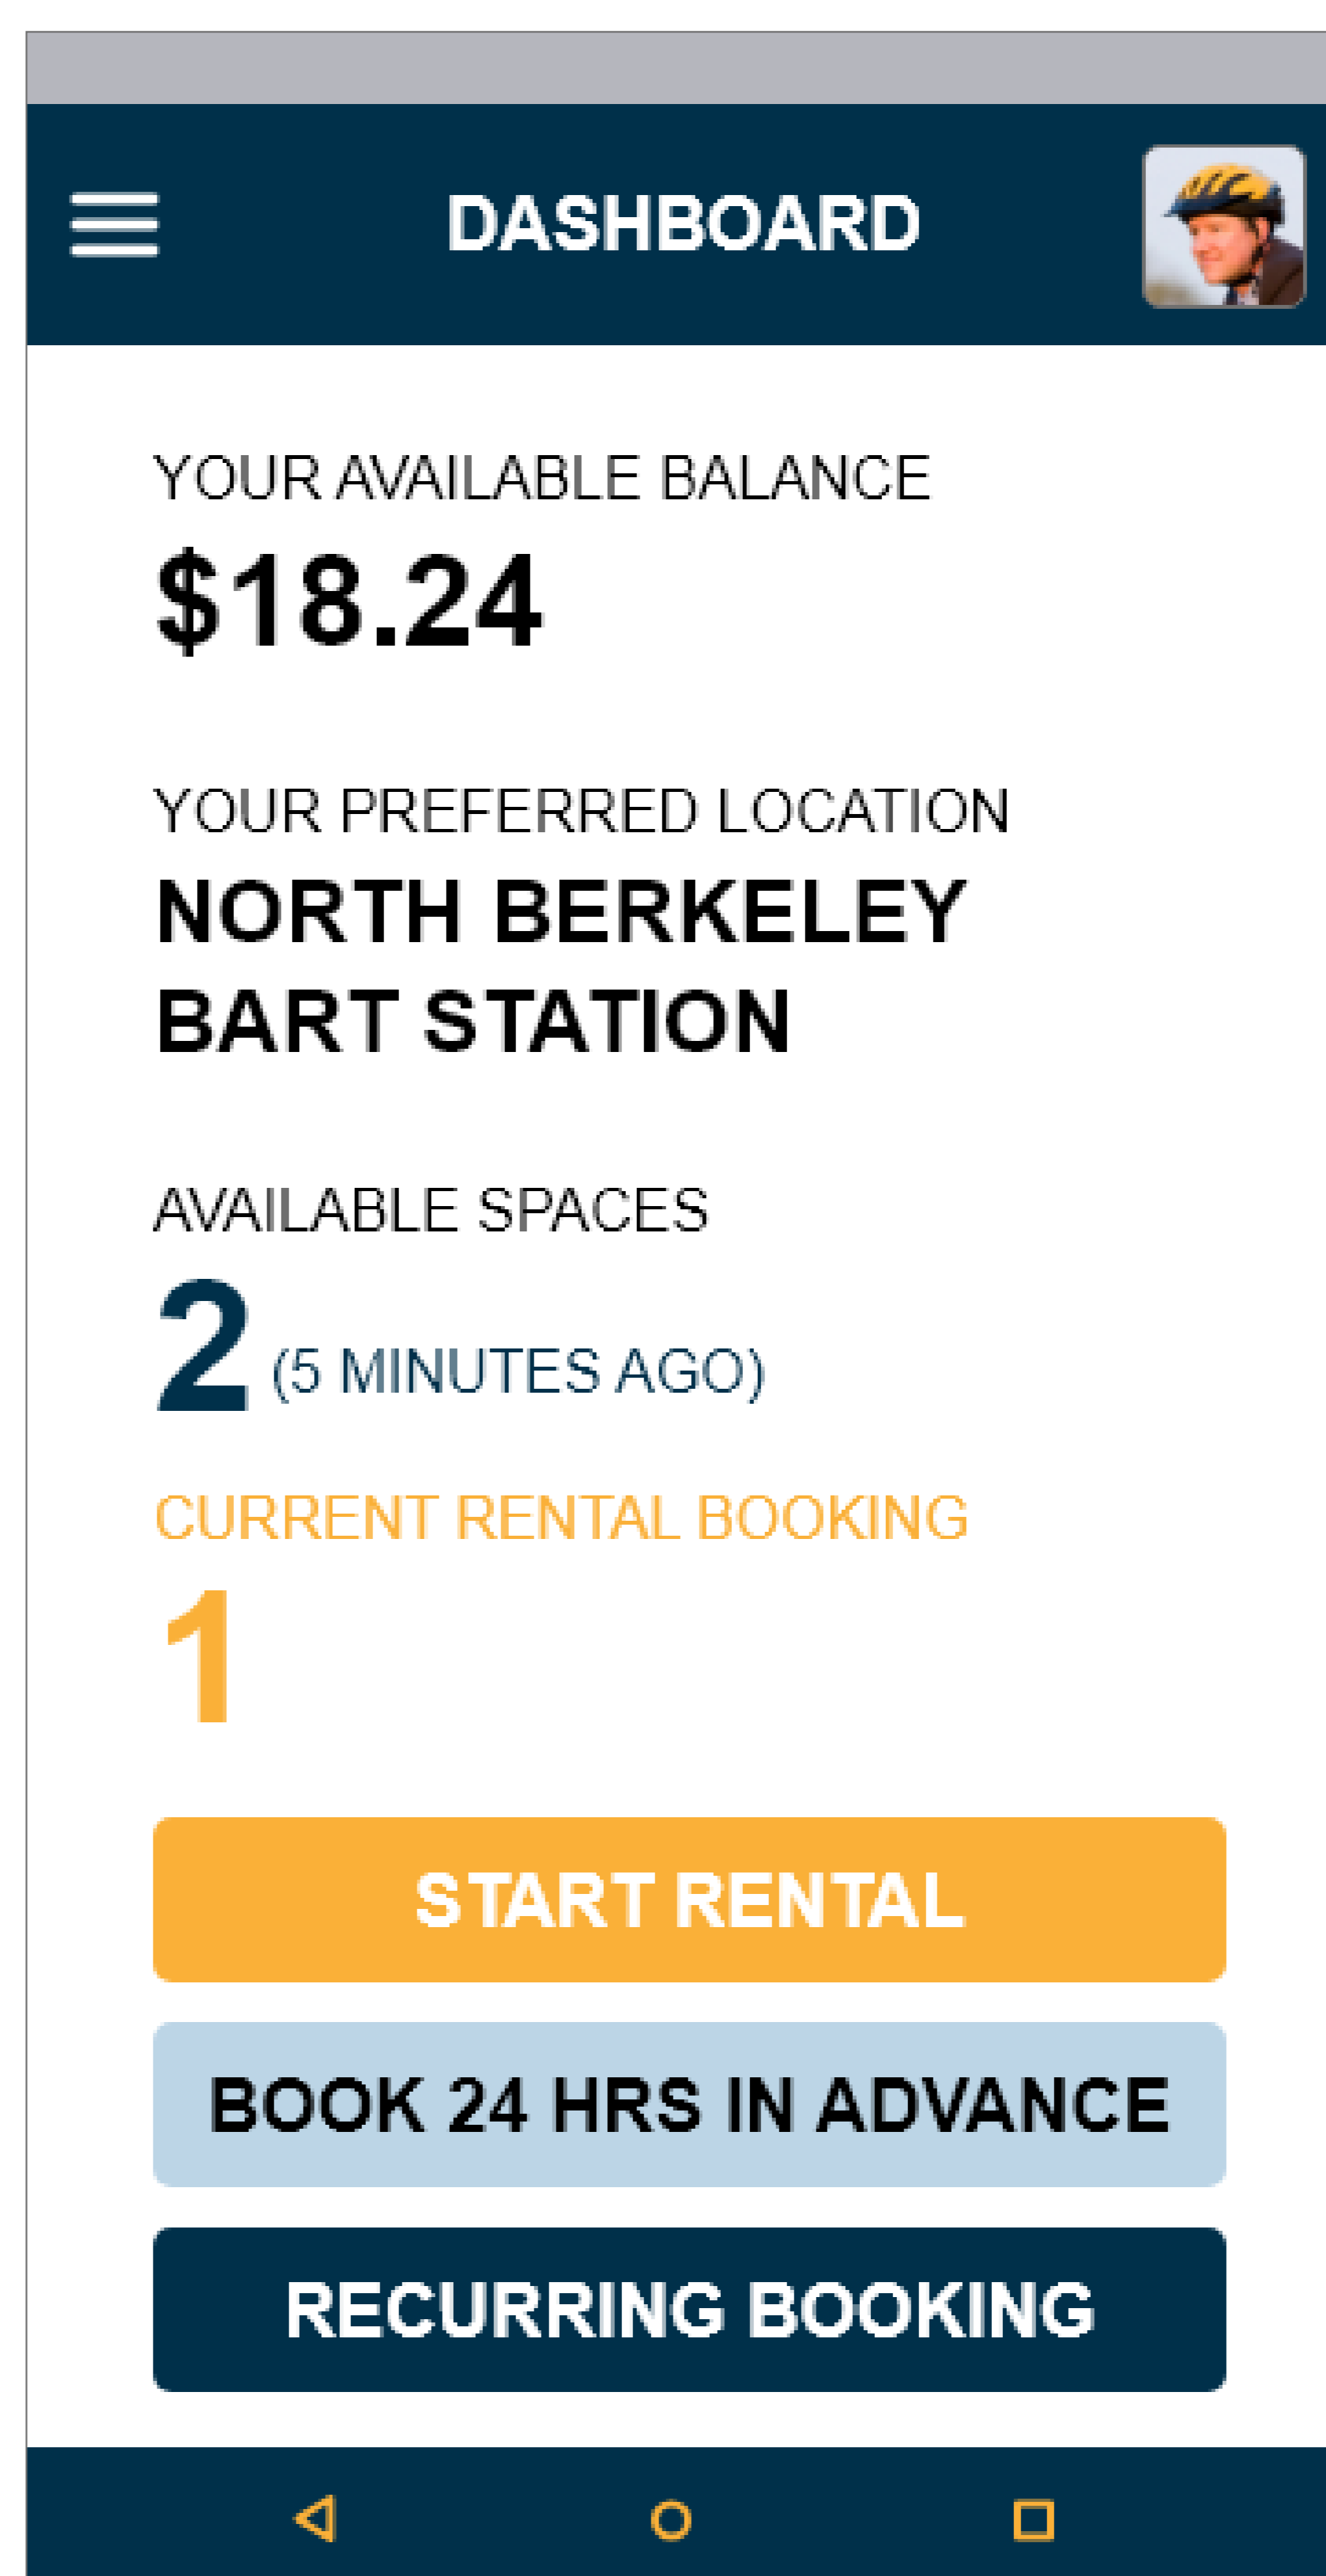 DASHBOARD
YOUR AVAILABLE BALANCE
$18.24
YOUR PREFERRED LOCATION
NORTH BERKELEY
BART STATION
AVAILABLE SPACES
2 (5 MINUTES AGO)
CURRENT RENTAL BOOKING
1
START RENTAL
BOOK 24 HRS IN ADVANCE
RECURRING BOOKING